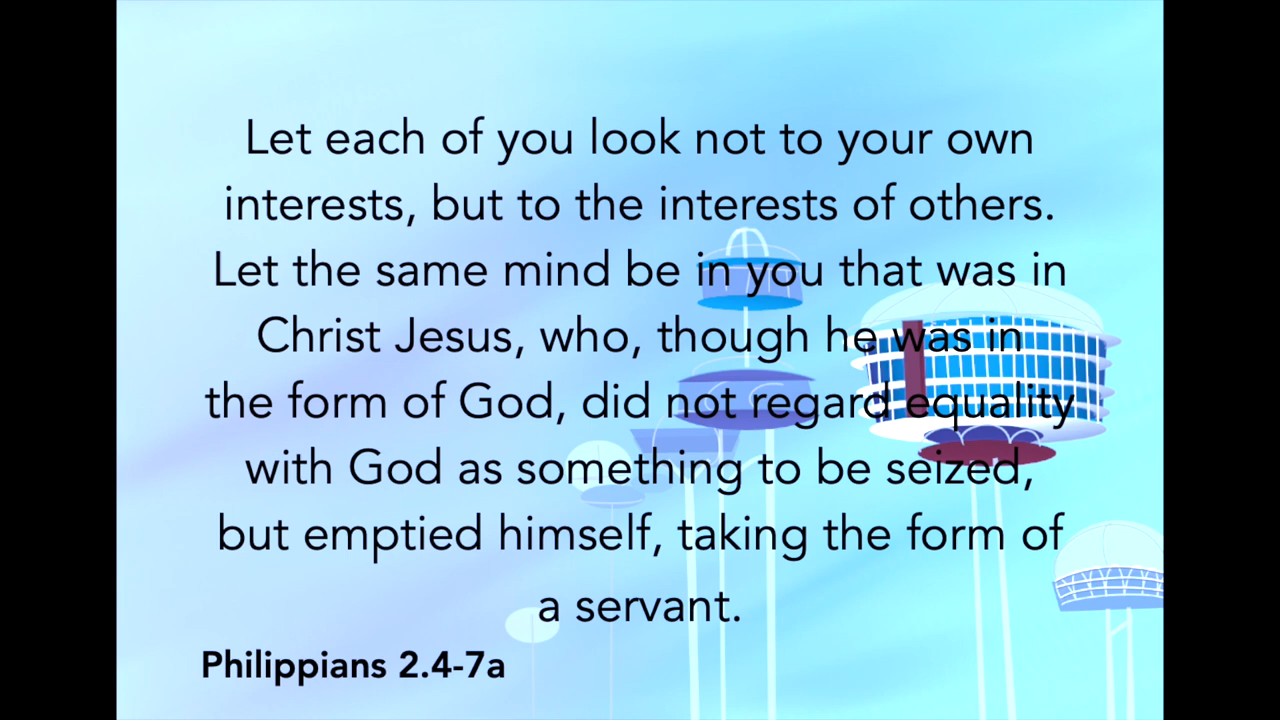 Let each of you look not to your own
interests, but to the interests of others.
Let the same mind be in you that was in
Christ Jesus, who, though he was in
the form of God, did not regard equality
with God as something to be seized,
but emptied himself, taking the form of
a servant.
Philippians 2.4-7a